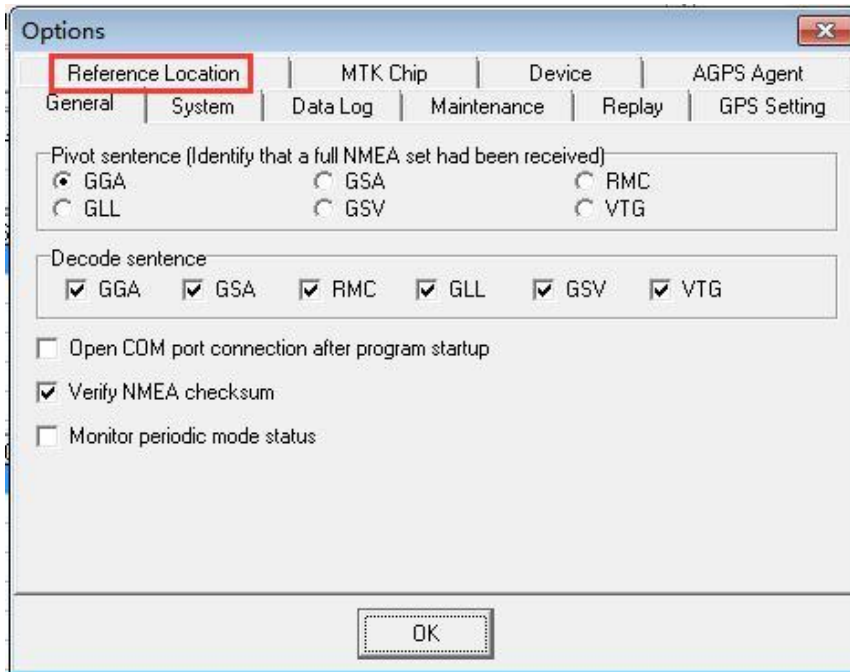 Options
Reference Location MTK Chip Device AGPS Agent
General System Data Log Maintenance Replay GPS Setting
Pivot sentence (Identify that a full NMEA set had been received)
GGA GSA RMC
GLL GSV VTG
Decode sentence
GGA GSA RMC GLL GSV VTG
Open COM port connection after program startup
Verify NMEA checksum
Monitor periodic mode status
OK